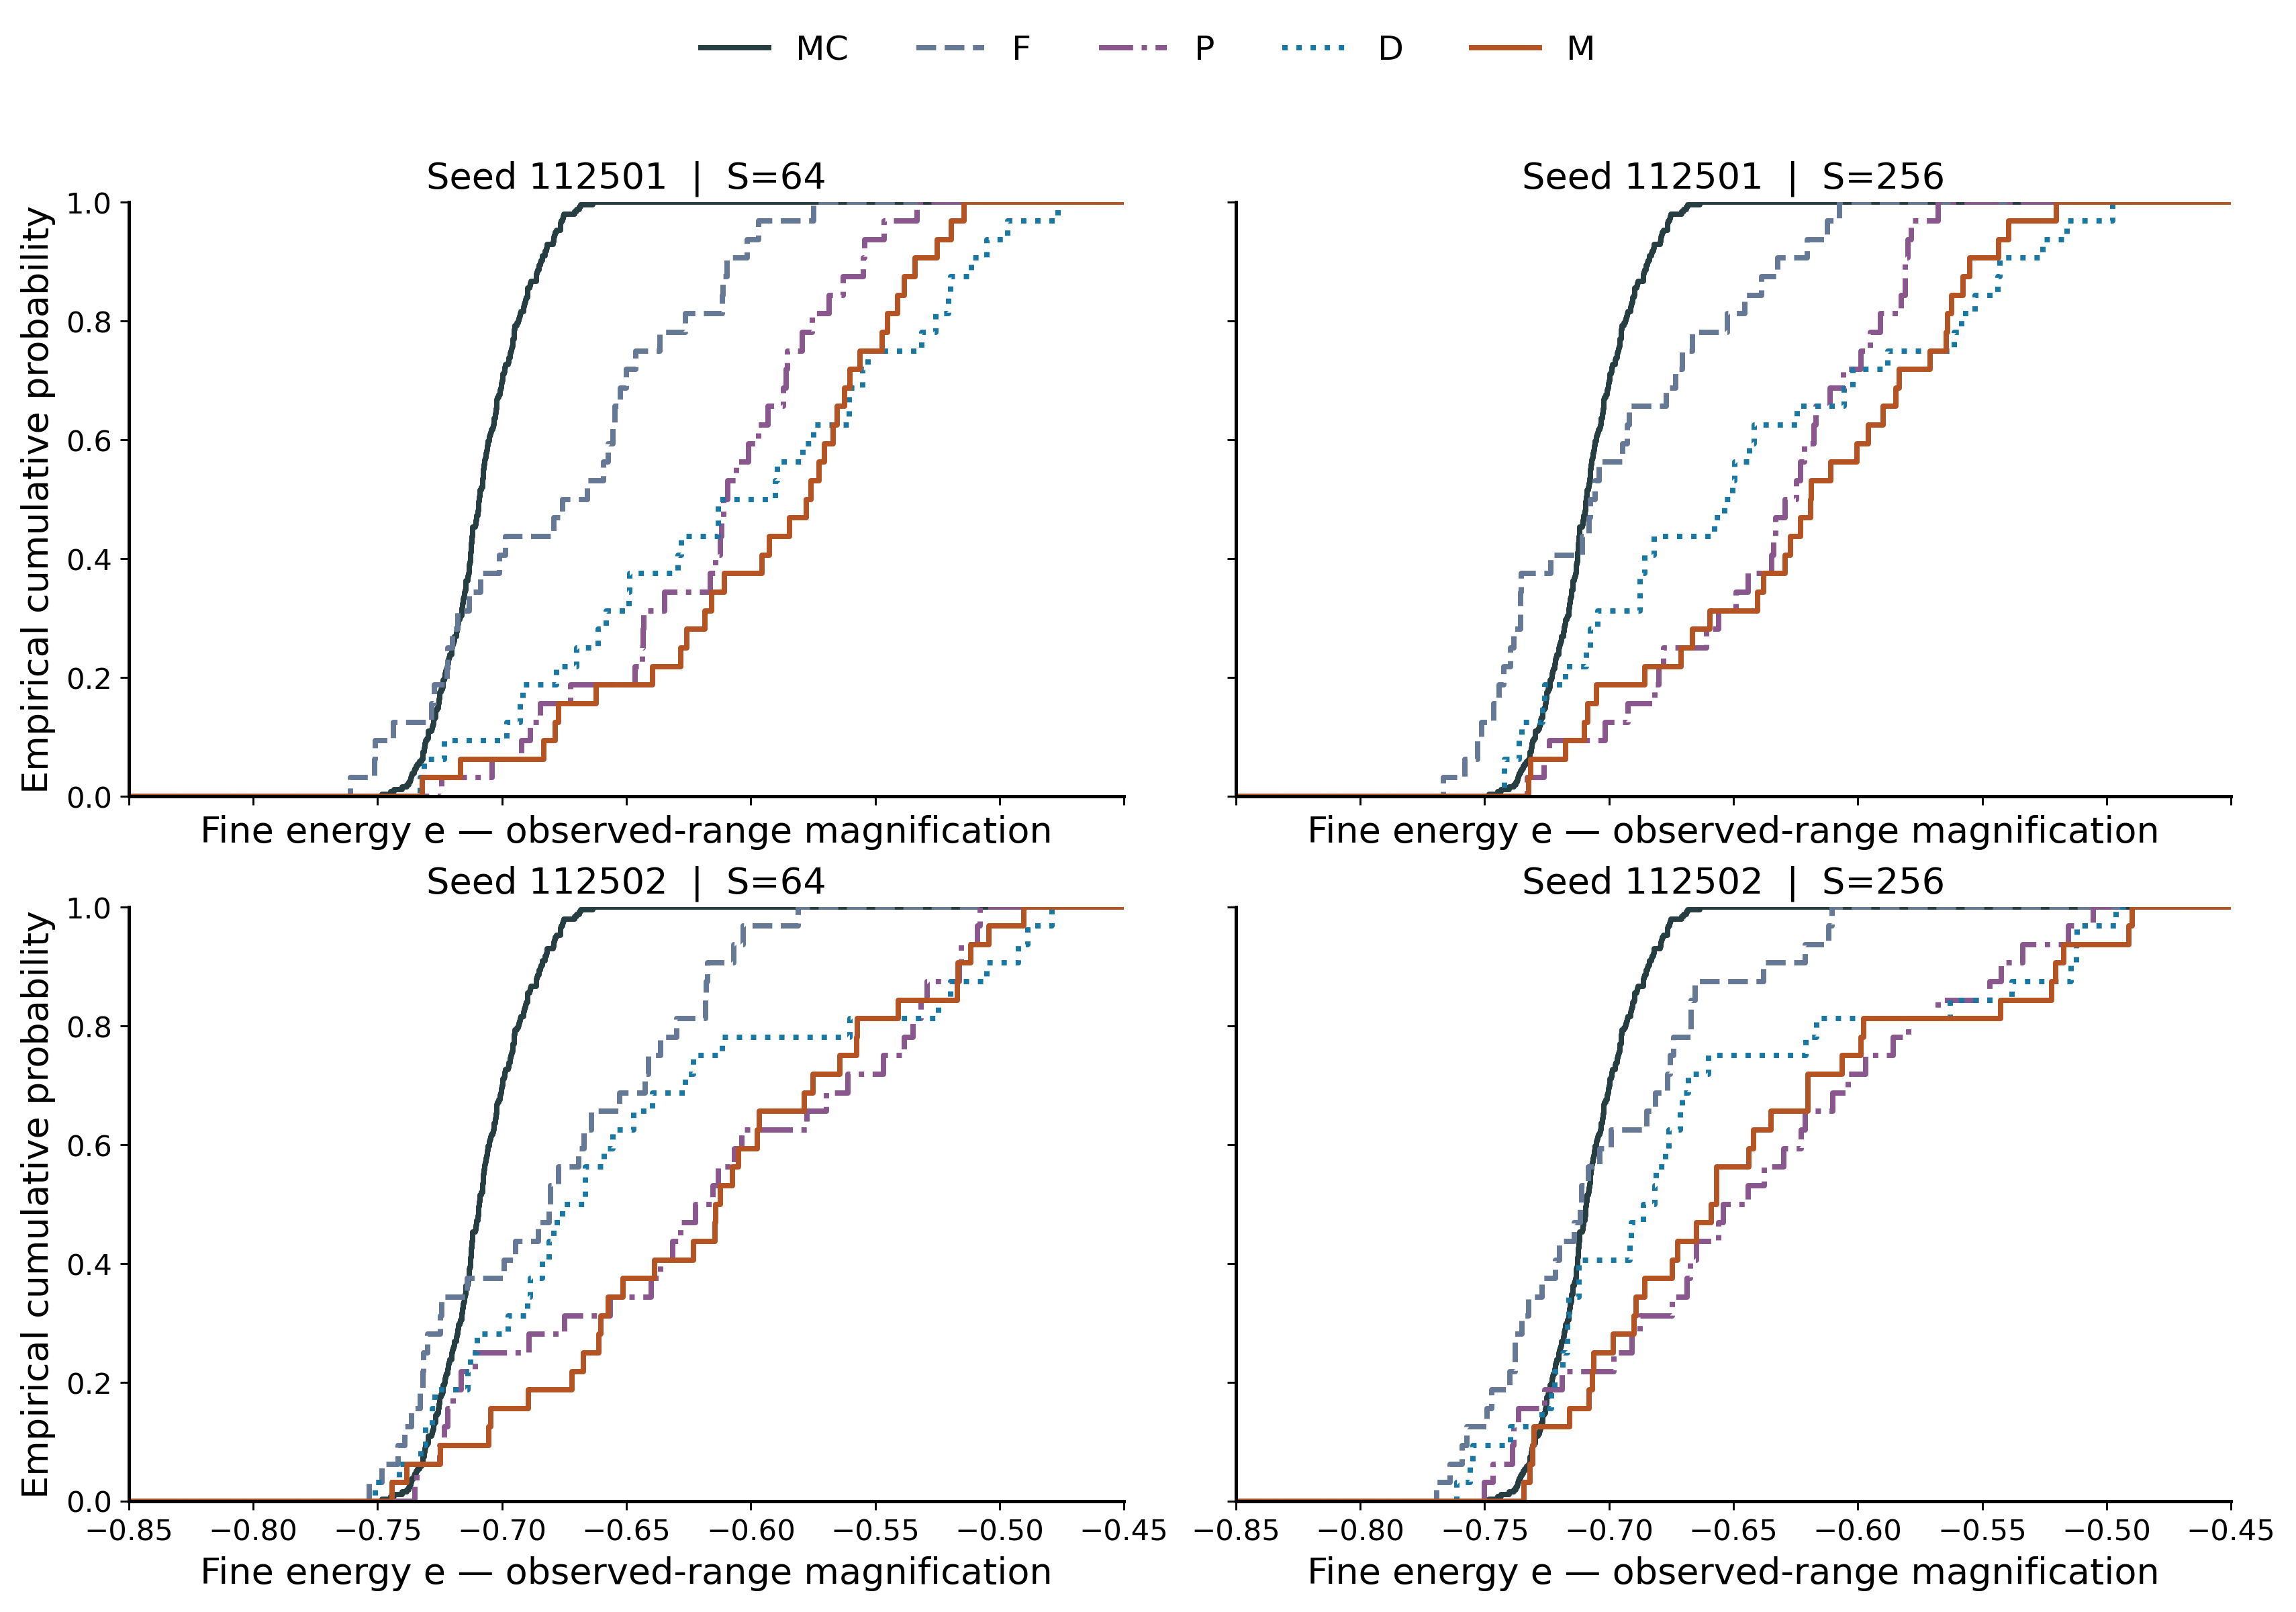 MC F P D M
Seed 112501 | S=64
Seed 112501 | S=256
Empirical cumulative probability
1.0
0.8
0.6
0.4
0.2
0.0
Fine energy e — observed-range magnification
Fine energy e — observed-range magnification
Seed 112502 | S=64
Seed 112502 | S=256
Empirical cumulative probability
1.0
0.8
0.6
0.4
0.2
0.0
−0.85 −0.80 −0.75 −0.70 −0.65 −0.60 −0.55 −0.50 −0.45
−0.85 −0.80 −0.75 −0.70 −0.65 −0.60 −0.55 −0.50 −0.45
Fine energy e — observed-range magnification
Fine energy e — observed-range magnification